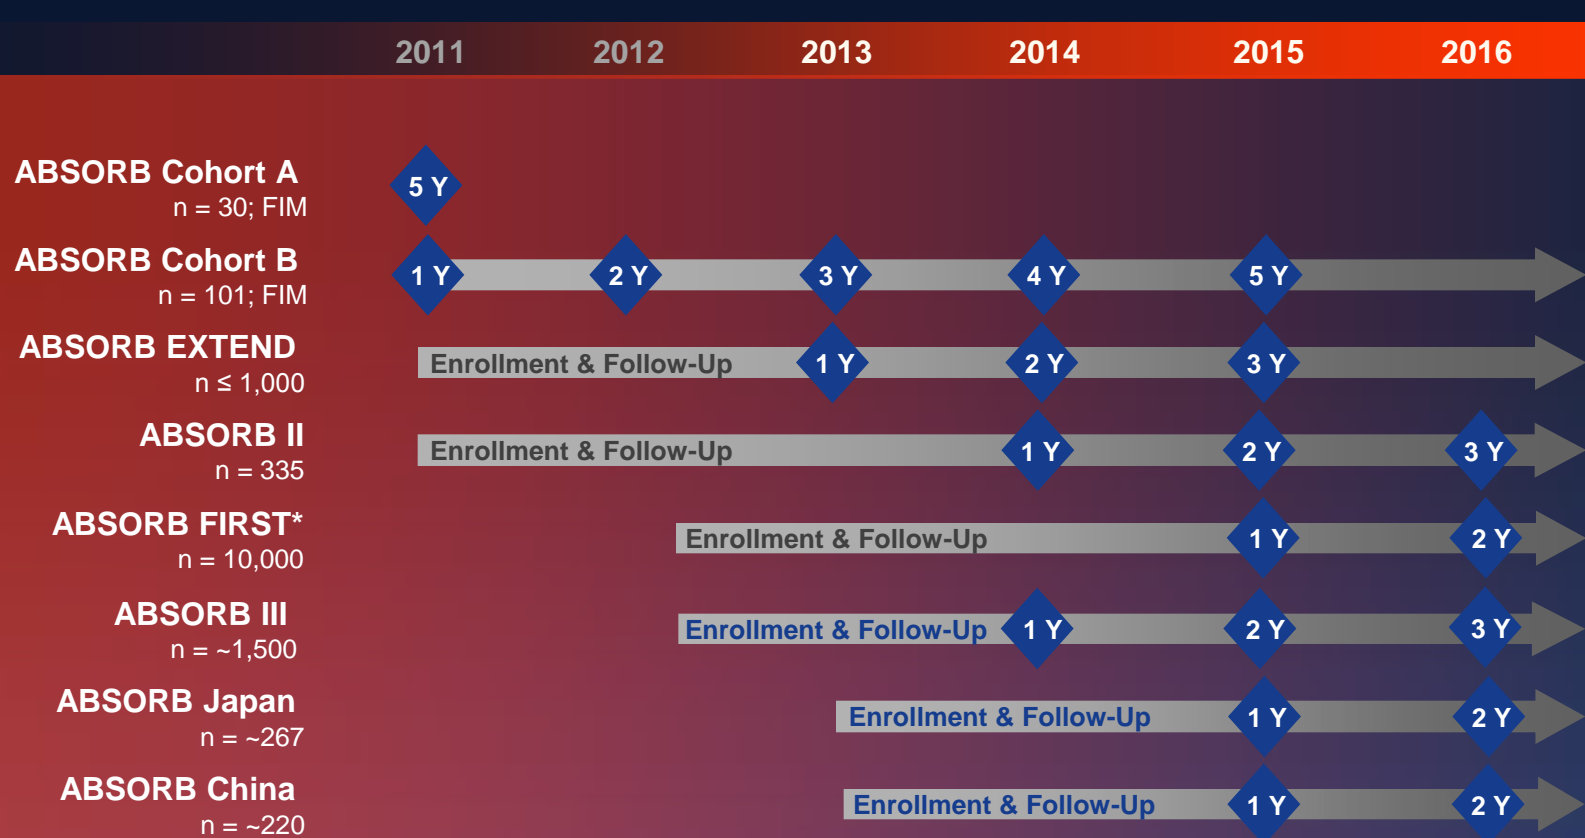 2011 2012 2013 2014 2015 2016
ABSORB Cohort A
n = 30; FIM
5 Y
ABSORB Cohort B
n = 101; FIM
1 Y 2 Y 3 Y 4 Y 5 Y
ABSORB EXTEND
n ≤ 1,000
Enrollment & Follow-Up 1 Y 2 Y 3 Y
ABSORB II
n = 335
Enrollment & Follow-Up 1 Y 2 Y 3 Y
ABSORB FIRST*
n = 10,000
Enrollment & Follow-Up 1 Y 2 Y
ABSORB III
n = ~1,500
Enrollment & Follow-Up 1 Y 2 Y 3 Y
ABSORB Japan
n = ~267
Enrollment & Follow-Up 1 Y 2 Y
ABSORB China
n = ~220
Enrollment & Follow-Up 1 Y 2 Y